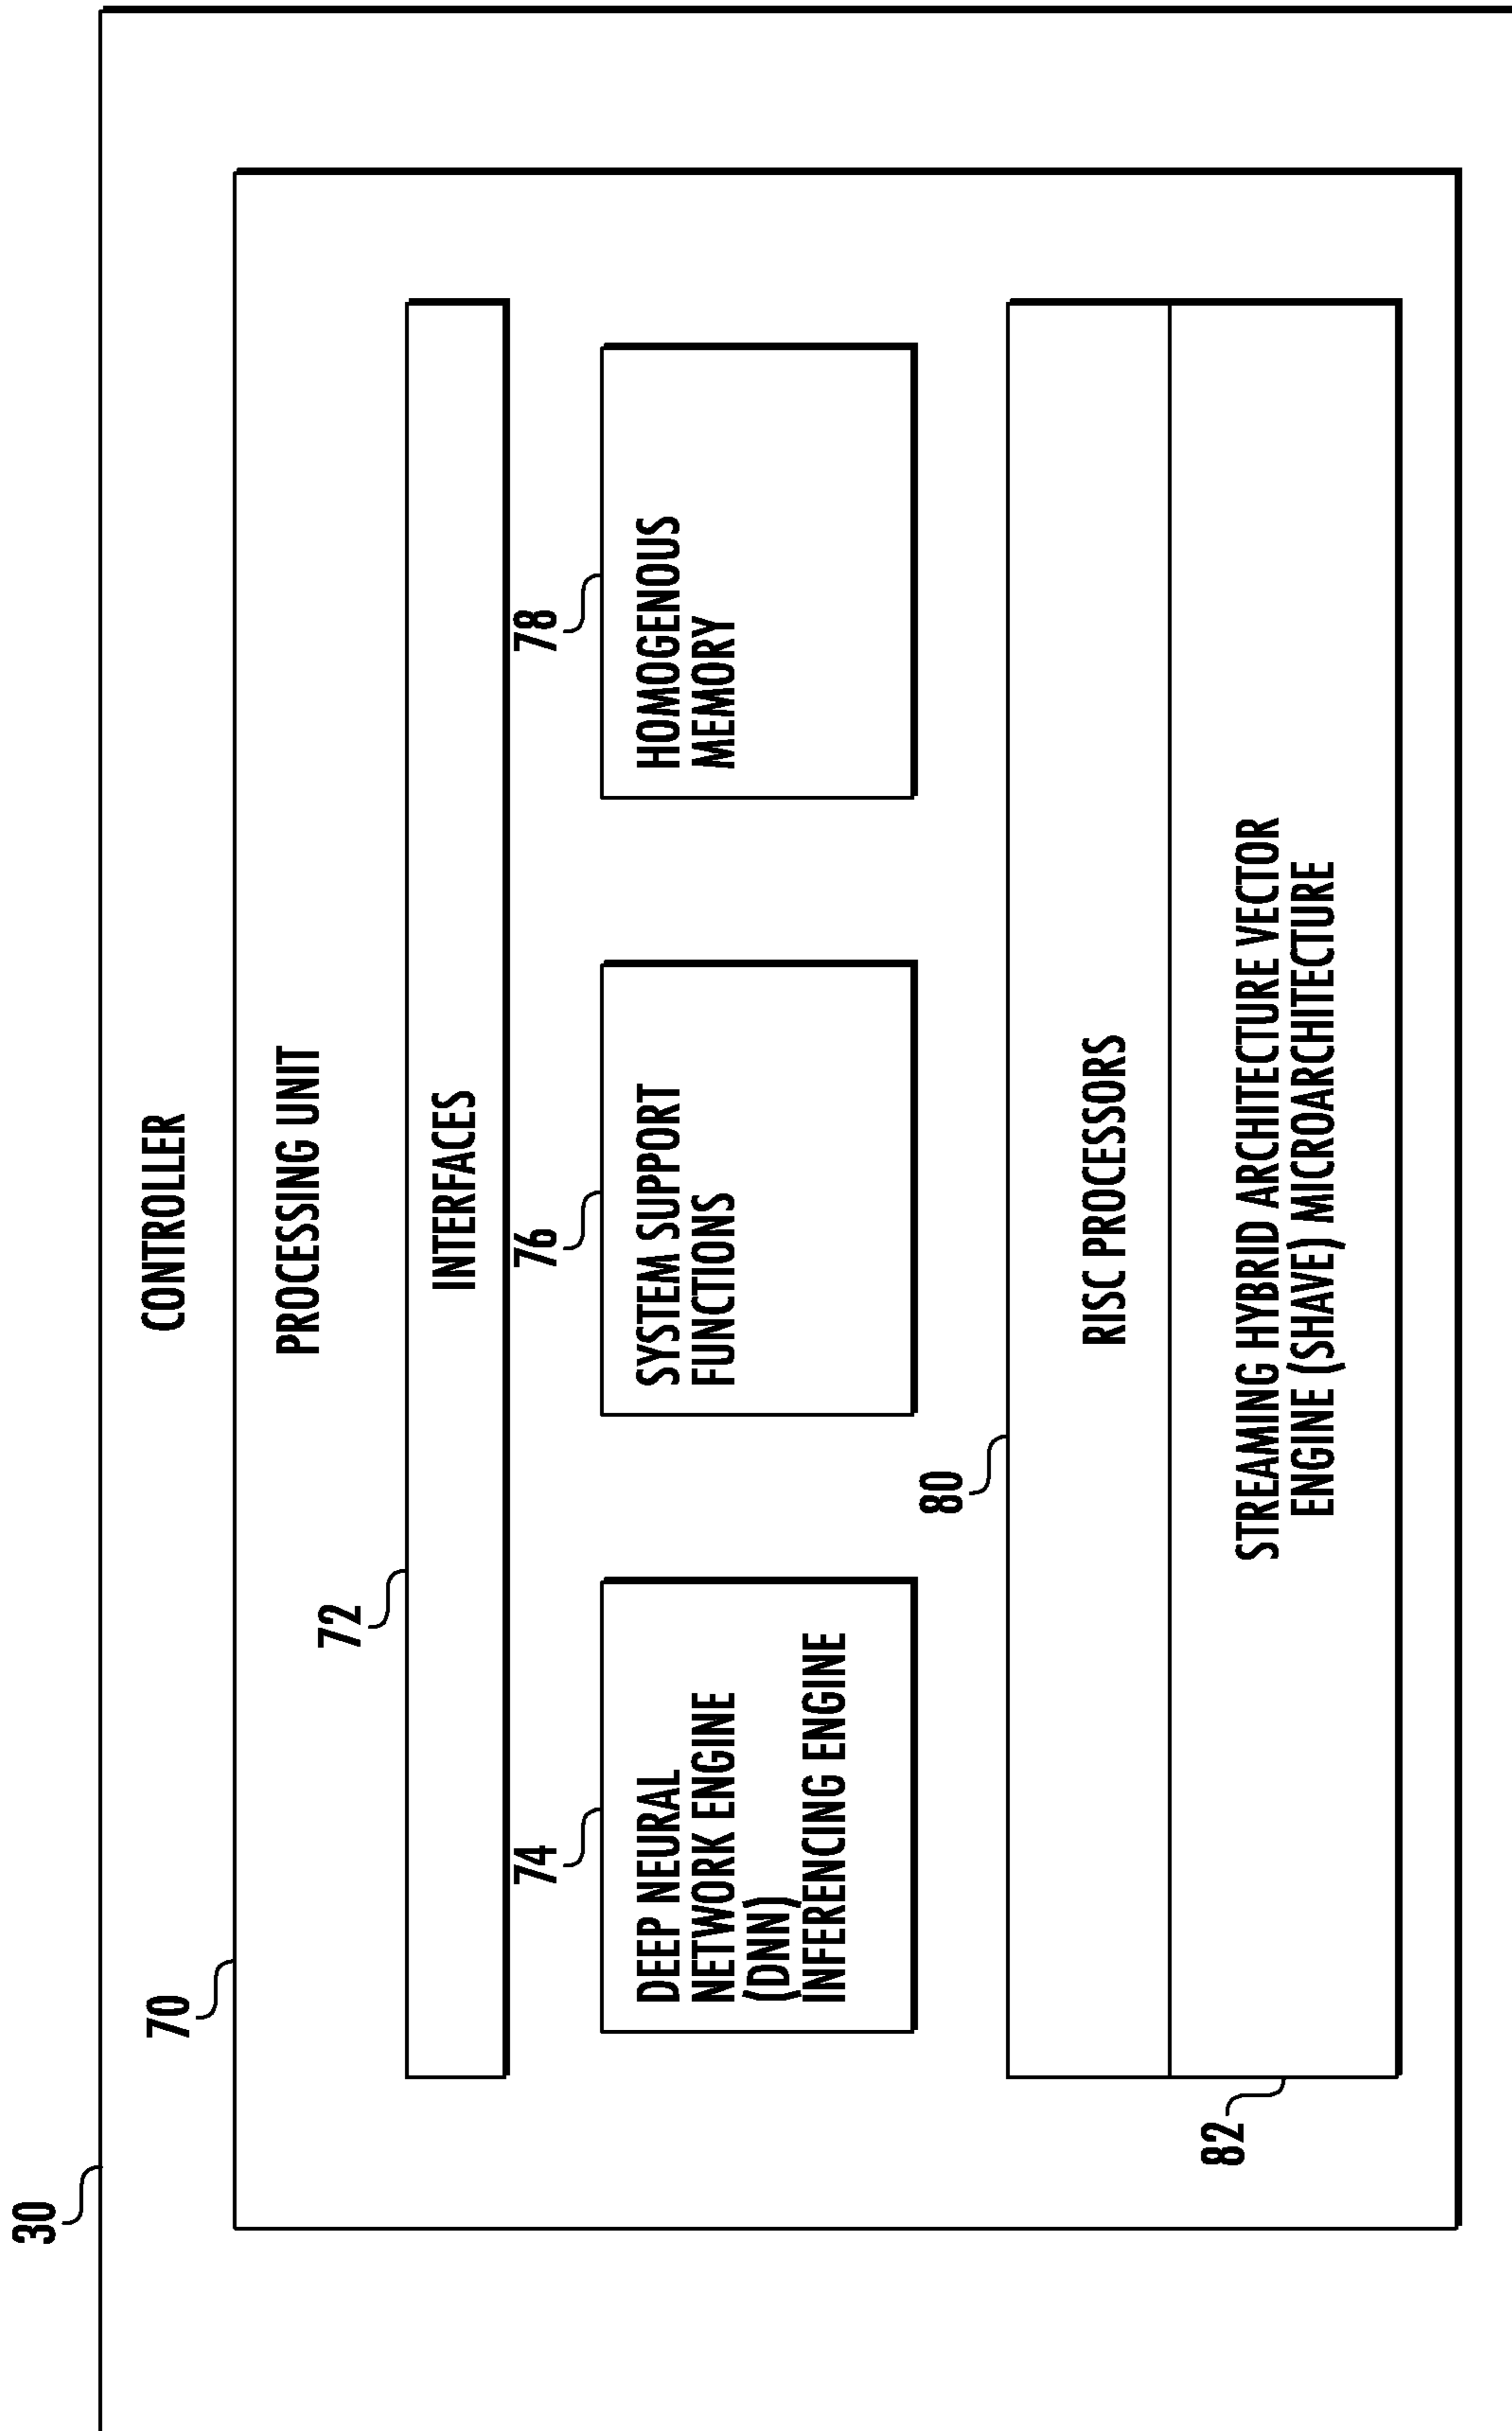 30
CONTROLLER
70
PROCESSING UNIT
72
INTERFACES
74
76
78
DEEP NEURAL
NETWORK ENGINE
(DNN)
INFERENCING ENGINE
SYSTEM SUPPORT
FUNCTIONS
HOMOGENOUS
MEMORY
80
RISC PROCESSORS
82
STREAMING HYBRID ARCHITECTURE VECTOR
ENGINE (SHAVE) MICROARCHITECTURE